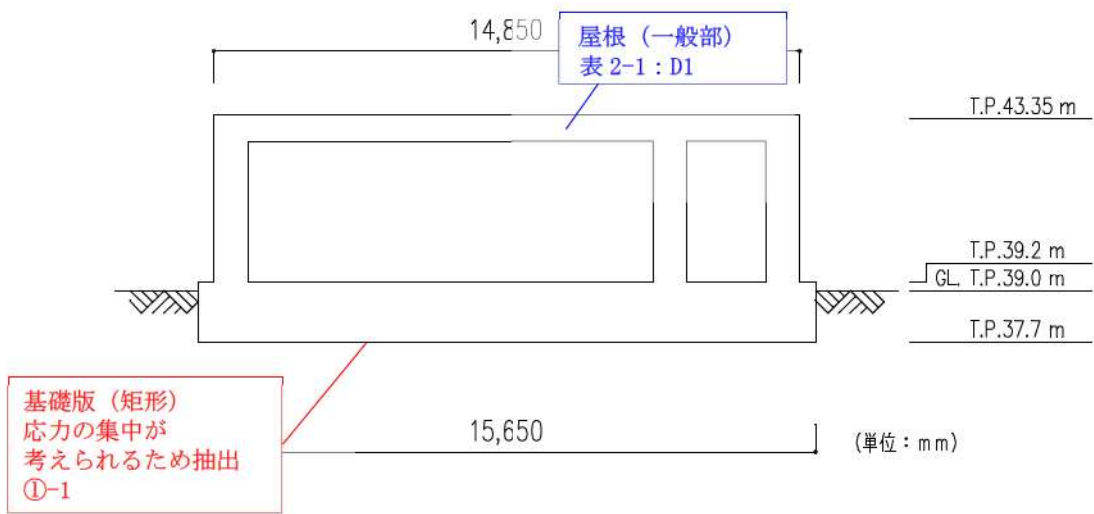 14,850
屋根（一般部）
表 2-1：D1
T.P.43.35 m
T.P.39.2 m
GL. T.P.39.0 m
T.P.37.7 m
基礎版（矩形）
応力の集中が
考えられるため抽出
①-1
15,650
(単位：mm)